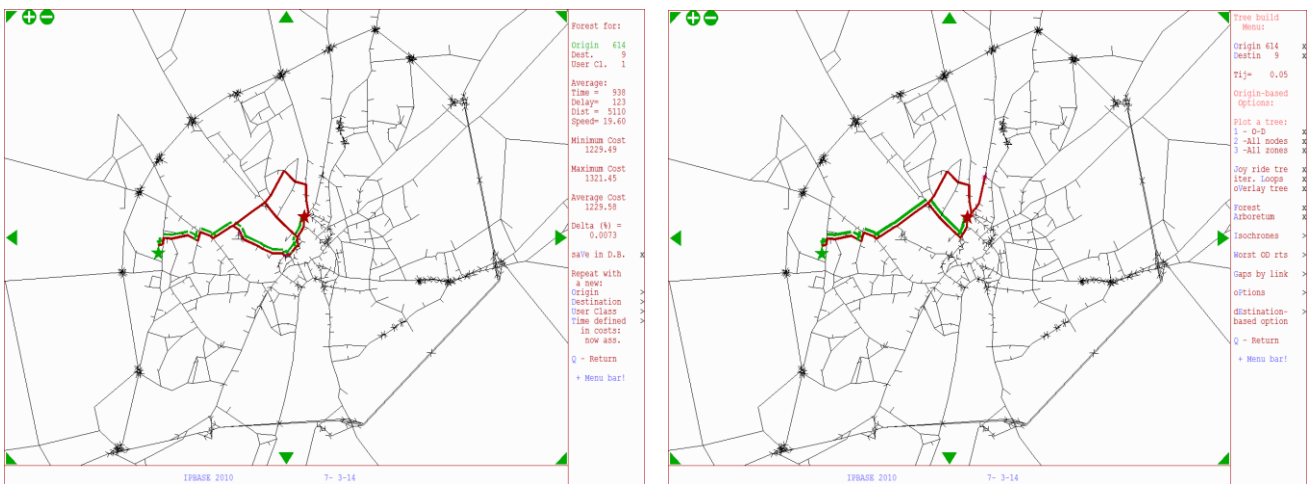 Forest for:
Origin 614
Dest. 9
User Cl. 1
Average:
Time = 938
Delay= 123
Dist = 5110
Speed= 19.60
Minimum Cost
1229.49
Maximum Cost
1321.45
Average Cost
1229.58
Delta (%) =
0.0073
saVe in D.B. x
Repeat with
a new:
Origin >
Destination >
User Class >
Time defined >
in costs:
now ass.
Q - Return
+ Menu bar!
IPBASE 2010 7- 3-14
Tree build
Menu:
Origin 614 x
Destin 9 x
Tij= 0.05
Origin-based
Options:
Plot a tree:
1 - O-D x
2 -All nodes x
3 -All zones x
Joy ride tre x
iter. Loops x
oVerlay tree x
Forest x
Arboretum x
Isochrones >
Worst OD rts >
Gaps by link >
oPtions >
dEstination- >
based option
Q - Return
+ Menu bar!
IPBASE 2010 7- 3-14